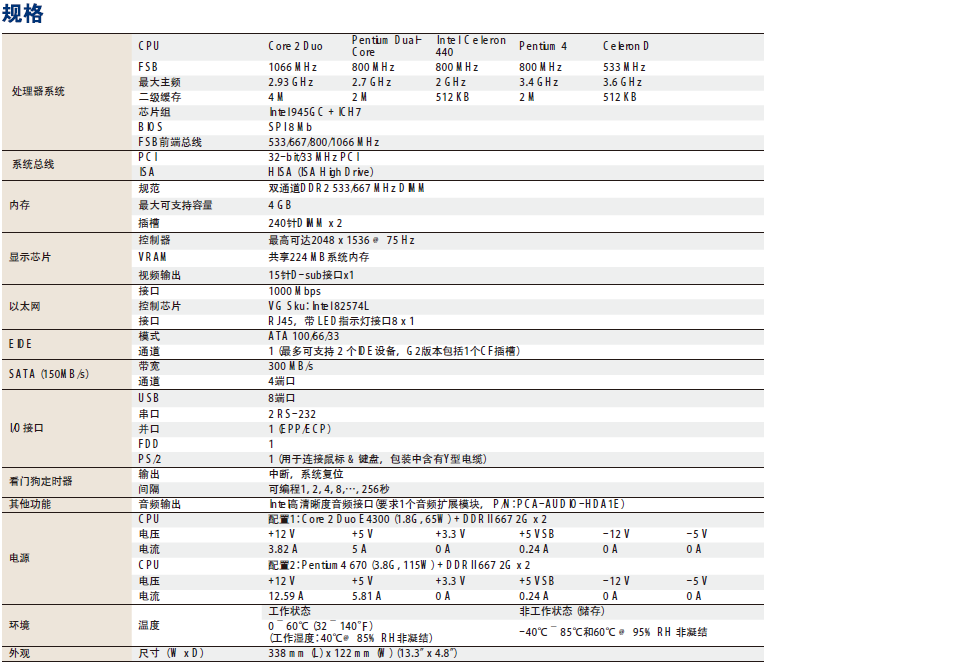 规格
处理器系统 CPU Core 2 Duo Pentium Dual-Core Intel Celeron 440 Pentium 4 Celeron D
FSB 1066 MHz 800 MHz 800 MHz 800 MHz 533 MHz
最大主频 2.93 GHz 2.7 GHz 2 GHz 3.4 GHz 3.6 GHz
二级缓存 4 M 2 M 512 KB 2 M 512 KB
芯片组 Intel 945GC + ICH7
BIOS SPI 8 Mb
FSB前端总线 533/667/800/1066 MHz
系统总线 PCI 32-bit/33 MHz PCI
ISA HISA (ISA High Drive)
内存 规范 双通道DDR2 533/667 MHz DIMM
最大可支持容量 4 GB
插槽 240针DIMM x 2
显示芯片 控制器 最高可达2048 x 1536 @ 75 Hz
VRAM 共享224 MB系统内存
视频输出 15针D-sub接口x1
以太网 接口 1000 Mbps
控制芯片 VG Sku: Intel 82574L
接口 RJ45, 带 LED指示灯接口8 x 1
EIDE 模式 ATA 100/66/33
通道 1 (最多可支持 2 个IDE设备, G2版本包括1个CF插槽)
SATA (150MB/s) 带宽 300 MB/s
通道 4端口
I/O 接口 USB 8端口
串口 2 RS-232
并口 1 (EPP/ECP)
FDD 1
PS/2 1 (用于连接鼠标 & 键盘, 包装中含有Y型电缆)
看门狗定时器 输出 中断, 系统复位
间隔 可编程1, 2, 4, 8,…, 256秒
其他功能 音频输出 Intel高清晰度音频接口(要求1个音频扩展模块, P/N: PCA-AUDIO-HDA1E)
电源 CPU 配置1: Core 2 Duo E4300 (1.8G, 65W) + DDRII 667 2G x 2
电压 +12 V +5 V +3.3 V +5 VSB -12 V -5 V
电流 3.82 A 5 A 0 A 0.24 A 0 A 0 A
CPU 配置2: Pentium 4 670 (3.8G, 115W) + DDRII 667 2G x 2
电压 +12 V +5 V +3.3 V +5 VSB -12 V -5 V
电流 12.59 A 5.81 A 0 A 0.24 A 0 A 0 A
环境 温度 工作状态 非工作状态 (储存)
0 ~ 60℃ (32 ~ 140°F) -40℃ ~ 85℃和60℃ @ 95% RH 非凝结
(工作湿度: 40℃@ 85% RH非凝结)
外观 尺寸 (W x D) 338 mm (L) x 122 mm (W) (13.3" x 4.8")